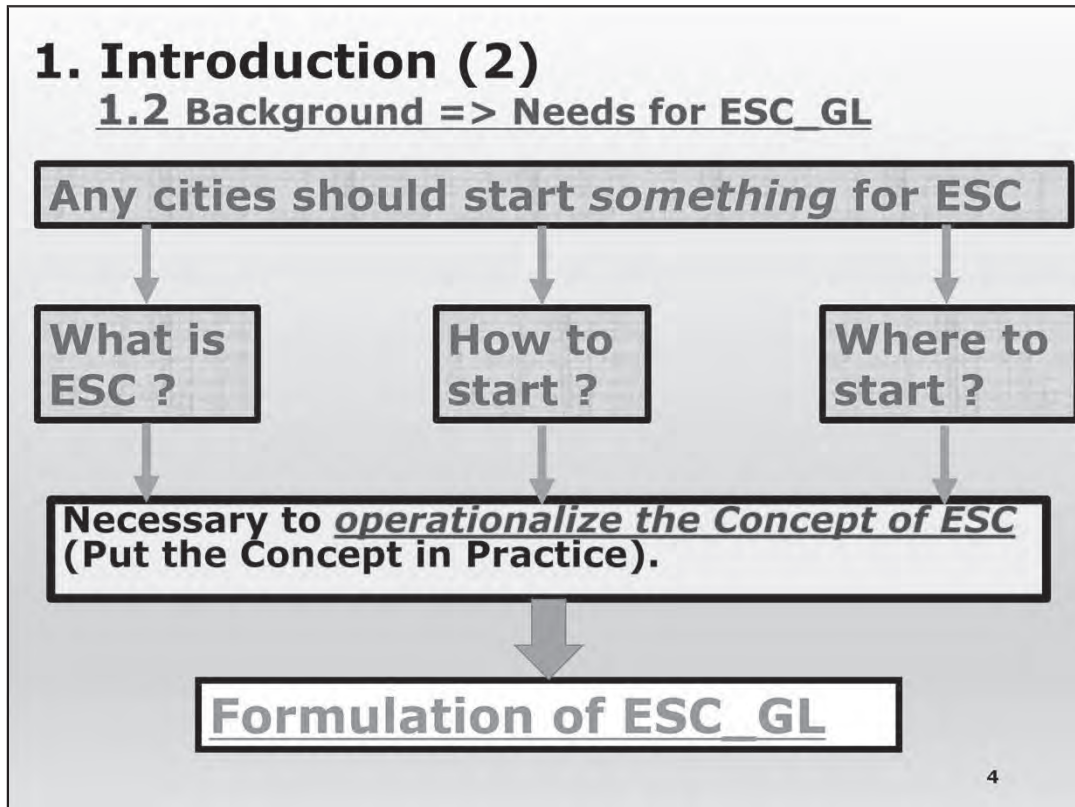 1. Introduction (2)
1.2 Background => Needs for ESC_GL
Any cities should start something for ESC
What is
ESC ?
How to
start ?
Where to
start ?
Necessary to operationalize the Concept of ESC
(Put the Concept in Practice).
Formulation of ESC_GL
4